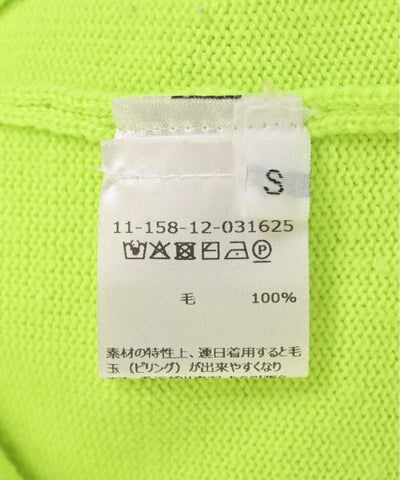 S
11-158-12-031625
毛 100%
素材の特性上、連日着用すると毛
玉（ピリング）が出来やすくなり